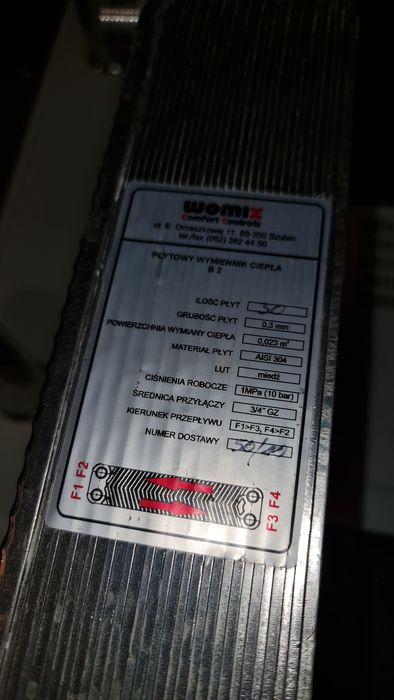 womix
Comfort Controls
ul. E. Orzeszkowej 11, 89-200 Szubin
tel./fax (052) 382 44 50
PŁYTOWY WYMIENNIK CIEPŁA
B 2
ILOŚĆ PŁYT 50
GRUBOŚĆ PŁYT 0,3 mm
POWIERZCHNIA WYMIANY CIEPŁA 0,023 m²
MATERIAŁ PŁYT AISI 304
LUT miedź
CIŚNIENIA ROBOCZE 1MPa (10 bar)
ŚREDNICA PRZYŁĄCZY 3/4" GZ
KIERUNEK PRZEPŁYWU F1>F3, F4>F2
NUMER DOSTAWY
F1 F2
F3 F4